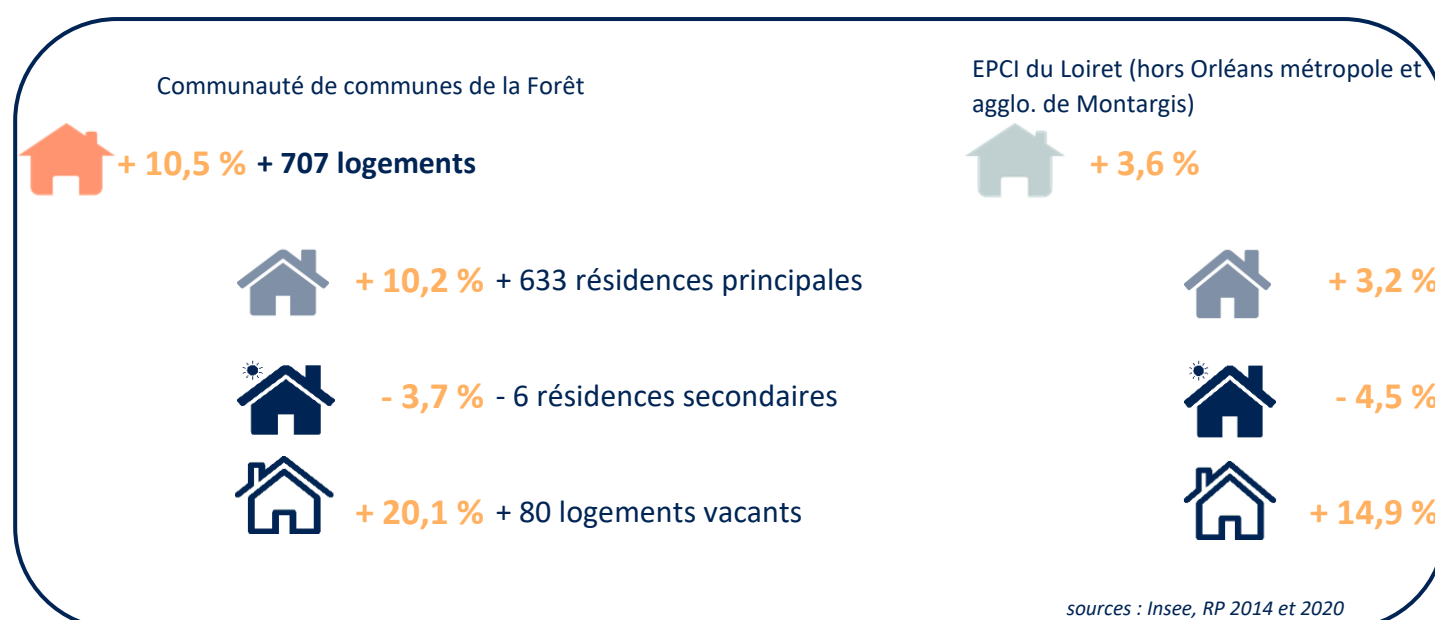 Communauté de communes de la Forêt
+ 10,5 % + 707 logements
+ 10,2 % + 633 résidences principales
- 3,7 % - 6 résidences secondaires
+ 20,1 % + 80 logements vacants
EPCI du Loiret (hors Orléans métropole et
agglo. de Montargis)
+ 3,6 %
+ 3,2 %
- 4,5 %
+ 14,9 %
sources : Insee, RP 2014 et 2020